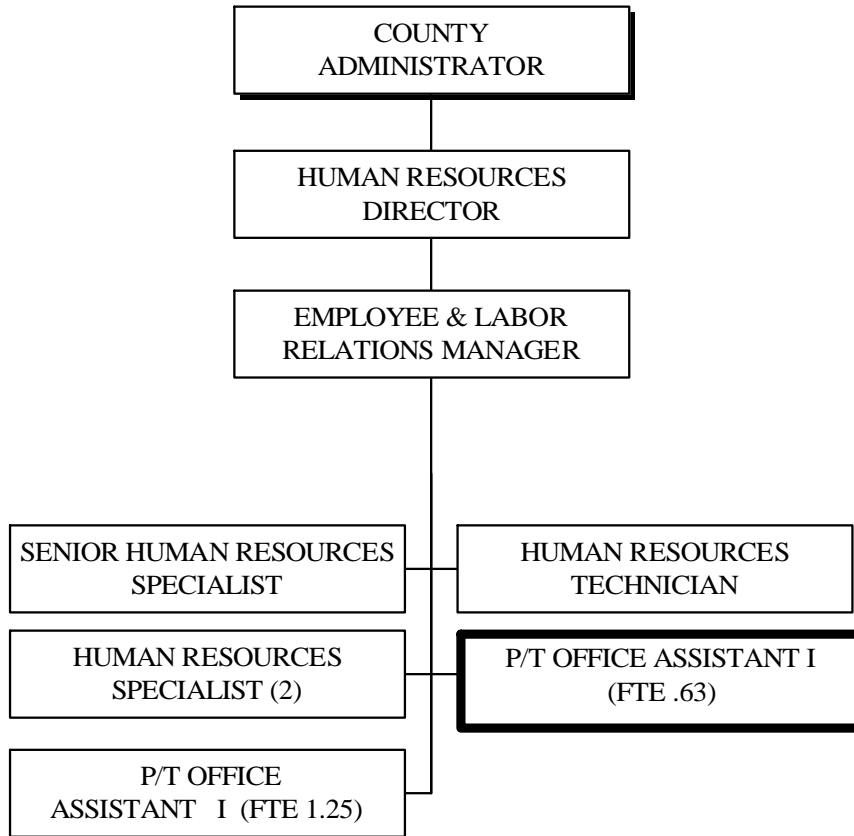 COUNTY
ADMINISTRATOR
HUMAN RESOURCES
DIRECTOR
EMPLOYEE & LABOR
RELATIONS MANAGER
SENIOR HUMAN RESOURCES
SPECIALIST
HUMAN RESOURCES
TECHNICIAN
HUMAN RESOURCES
SPECIALIST (2)
P/T OFFICE ASSISTANT I
(FTE .63)
P/T OFFICE
ASSISTANT I (FTE 1.25)